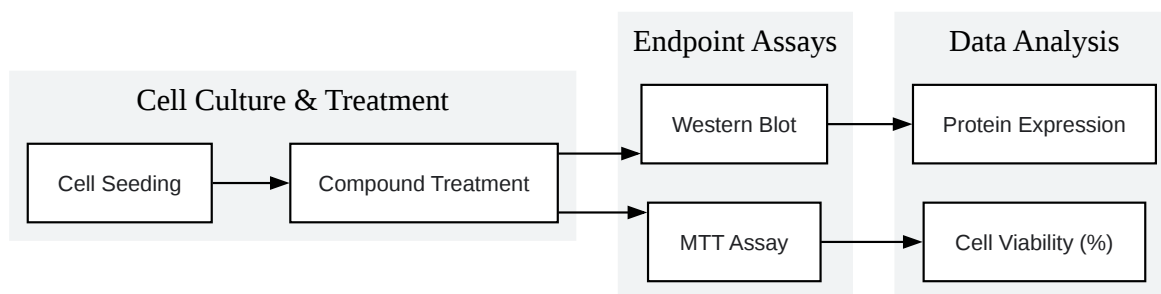 Cell Culture & Treatment
Cell Seeding
Compound Treatment
Endpoint Assays
Western Blot
MTT Assay
Data Analysis
Protein Expression
Cell Viability (%)